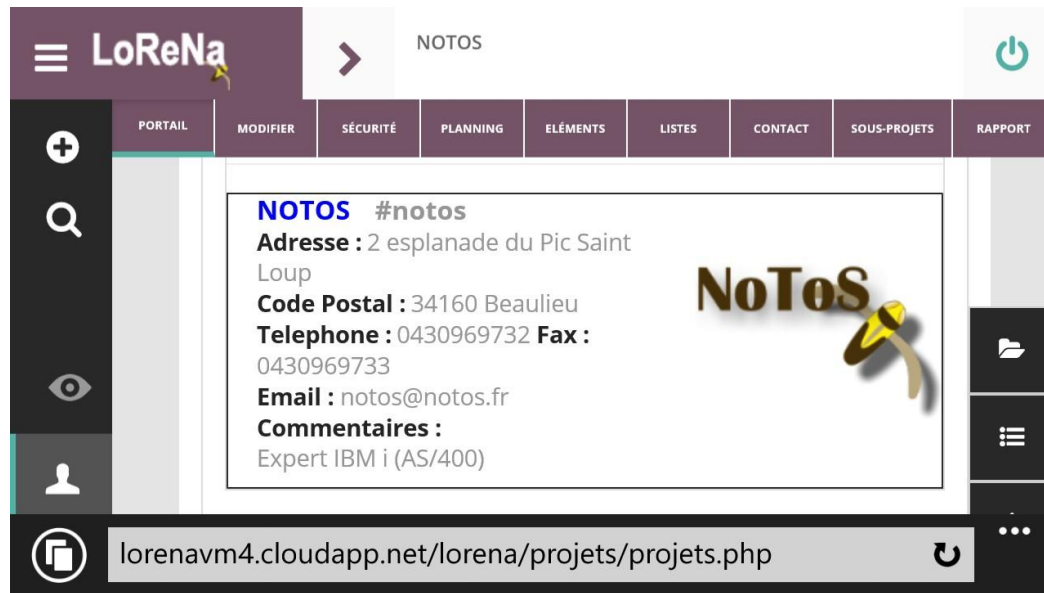 LoReNa
NOTOS
PORTAIL
MODIFIER
SÉCURITÉ
PLANNING
ELÉMENTS
LISTES
CONTACT
SOUS-PROJETS
RAPPORT
NOTOS #notos
Adresse : 2 esplanade du Pic Saint
Loup
Code Postal : 34160 Beaulieu
Telephone : 0430969732 Fax :
0430969733
Email : notos@notos.fr
Commentaires :
Expert IBM i (AS/400)
NoToS
lorenavm4.cloudapp.net/lorena/projets/projets.php